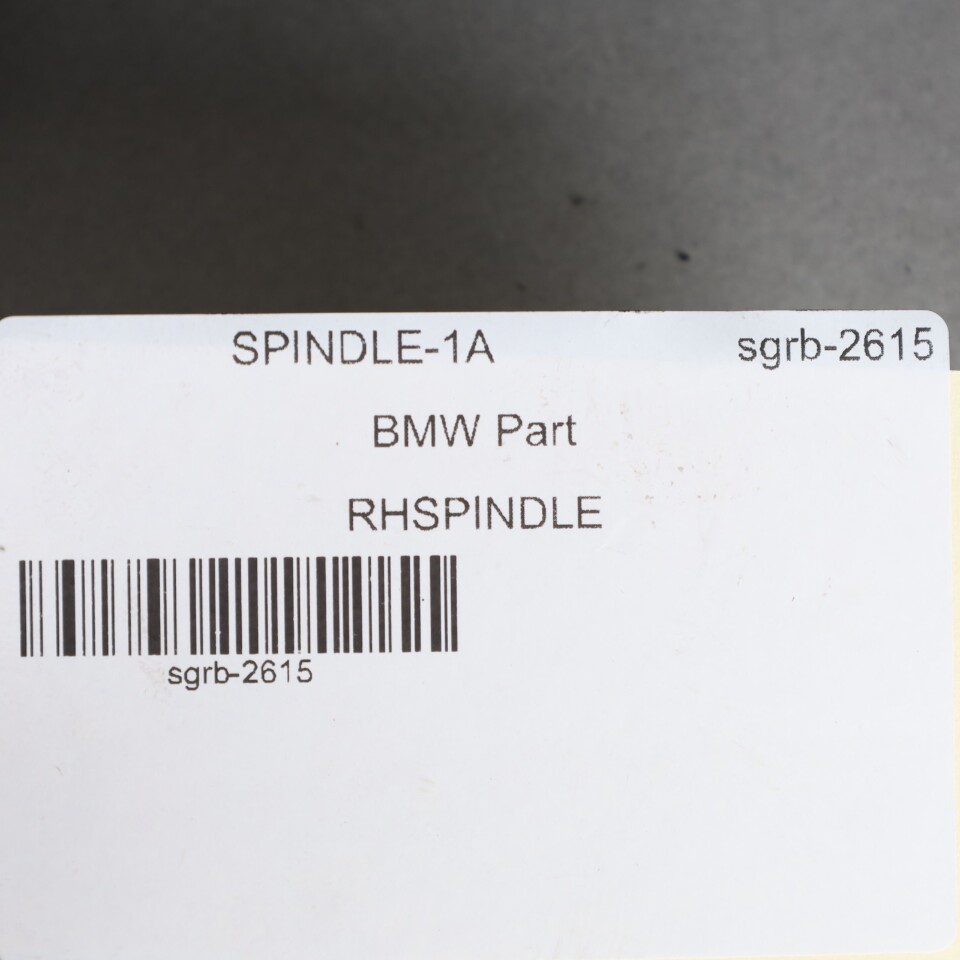 SPINDLE-1A sgrb-2615
BMW Part
RHSPINDLE
sgrb-2615